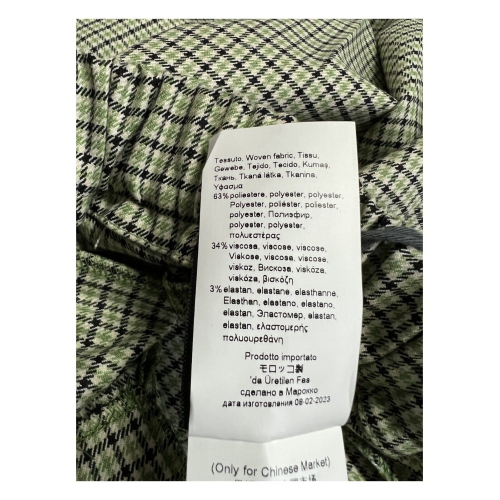 Tessuto, Woven fabric, Tissu,
Gewebe, Tejido, Tecido, Kumaş,
Ткань, Tkaná látka, Tkanina,
Υφασμα
63% poliestere, polyester, polyester,
Polyester, poliéster, poliester,
polyester, Полиэфир,
polyester, polyester,
πολυεστέρας
34% viscosa, viscose, viscose,
Viskose, viscosa, viscose,
viskoz, Вискоза, viskóza,
viskóza, βισκόζη
3% elastan, elastane, elasthanne,
Elasthan, elastano, elastano,
elastan, Эластомер, elastan,
elastan, ελαστομερής
πολυουρεθάνη
Prodotto importato
モロッコ製
'da Üretilen Fas
сделано в Марокко
дата изготовления 08-02-2023
(Only for Chinese Market)